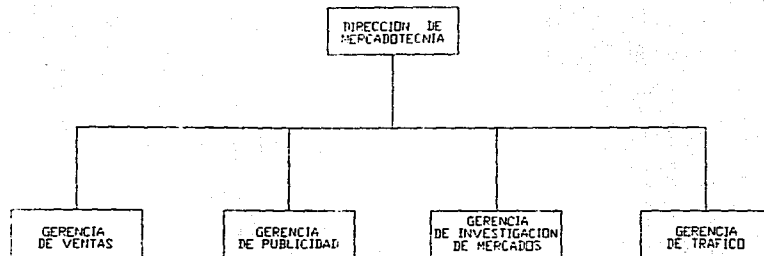 DIRECCION DE
MERCADOTECNIA
GERENCIA
DE VENTAS
GERENCIA
DE PUBLICIDAD
GERENCIA
DE INVESTIGACION
DE MERCADOS
GERENCIA
DE TRAFICO